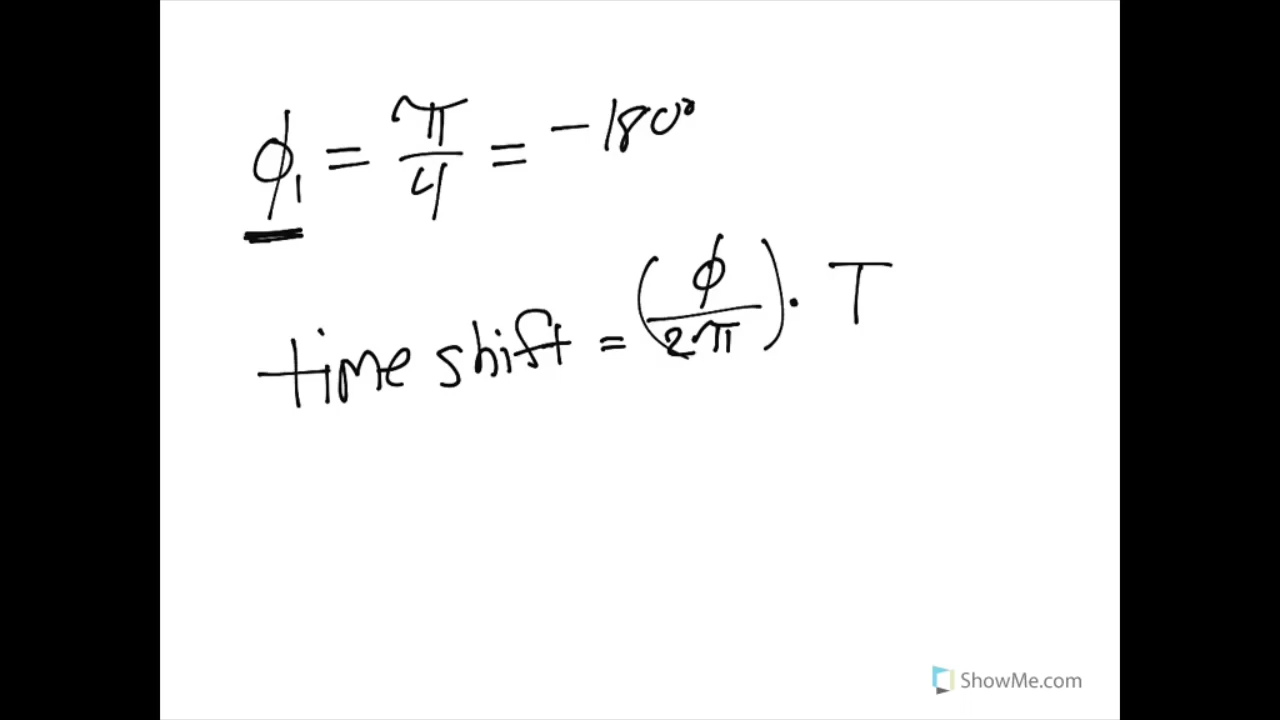 ϕ₁ = π/4 = -180°
time shift = (ϕ/2π) · T
ShowMe.com